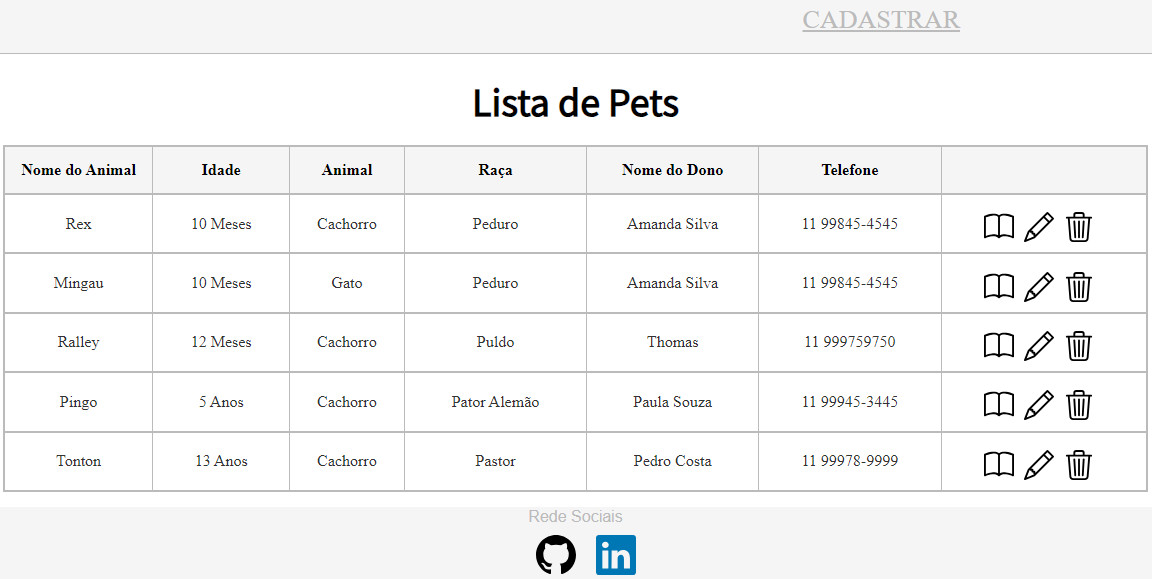 CADASTRAR
Lista de Pets
Nome do Animal Idade Animal Raça Nome do Dono Telefone
Rex 10 Meses Cachorro Peduro Amanda Silva 11 99845-4545
Mingau 10 Meses Gato Peduro Amanda Silva 11 99845-4545
Ralley 12 Meses Cachorro Puldo Thomas 11 999759750
Pingo 5 Anos Cachorro Pator Alemão Paula Souza 11 99945-3445
Tonton 13 Anos Cachorro Pastor Pedro Costa 11 99978-9999
Rede Sociais
in